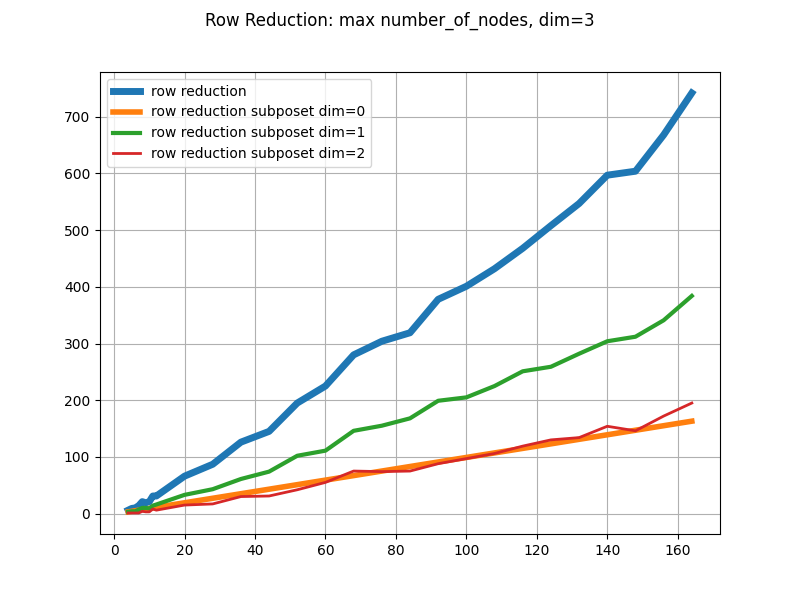 Row Reduction: max number_of_nodes, dim=3
row reduction
row reduction subposet dim=0
row reduction subposet dim=1
row reduction subposet dim=2
700
600
500
400
300
200
100
0
0 20 40 60 80 100 120 140 160